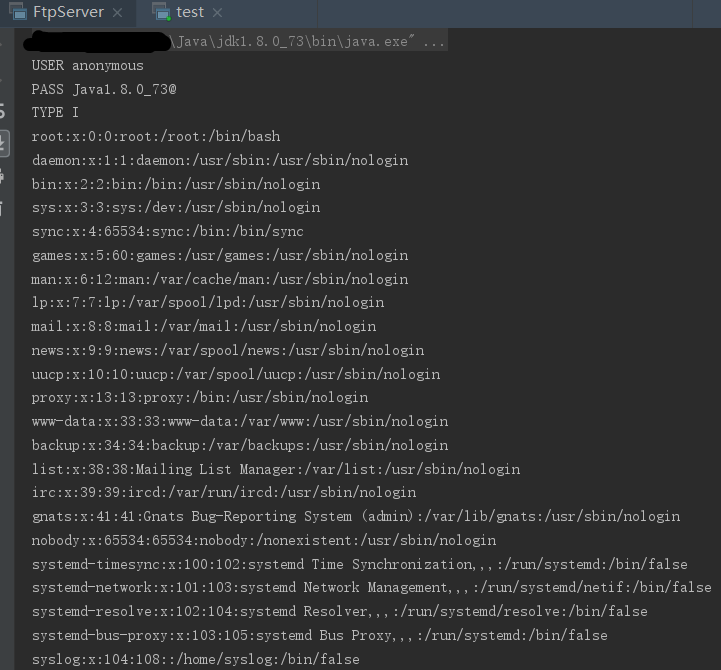 FtpServer
test
\Java\jdk1.8.0_73\bin\java.exe" ...
USER anonymous
PASS Java1.8.0_73@
TYPE I
root:x:0:0:root:/root:/bin/bash
daemon:x:1:1:daemon:/usr/sbin:/usr/sbin/nologin
bin:x:2:2:bin:/bin:/usr/sbin/nologin
sys:x:3:3:sys:/dev:/usr/sbin/nologin
sync:x:4:65534:sync:/bin:/bin/sync
games:x:5:60:games:/usr/games:/usr/sbin/nologin
man:x:6:12:man:/var/cache/man:/usr/sbin/nologin
lp:x:7:7:lp:/var/spool/lpd:/usr/sbin/nologin
mail:x:8:8:mail:/var/mail:/usr/sbin/nologin
news:x:9:9:news:/var/spool/news:/usr/sbin/nologin
uucp:x:10:10:uucp:/var/spool/uucp:/usr/sbin/nologin
proxy:x:13:13:proxy:/bin:/usr/sbin/nologin
www-data:x:33:33:www-data:/var/www:/usr/sbin/nologin
backup:x:34:34:backup:/var/backups:/usr/sbin/nologin
list:x:38:38:Mailing List Manager:/var/list:/usr/sbin/nologin
irc:x:39:39:ircd:/var/run/ircd:/usr/sbin/nologin
gnats:x:41:41:Gnats Bug-Reporting System (admin):/var/lib/gnats:/usr/sbin/nologin
nobody:x:65534:65534:nobody:/nonexistent:/usr/sbin/nologin
systemd-timesync:x:100:102:systemd Time Synchronization,,,:/run/systemd:/bin/false
systemd-network:x:101:103:systemd Network Management,,,:/run/systemd/netif:/bin/false
systemd-resolve:x:102:104:systemd Resolver,,,:/run/systemd/resolve:/bin/false
systemd-bus-proxy:x:103:105:systemd Bus Proxy,,,:/run/systemd:/bin/false
syslog:x:104:108::/home/syslog:/bin/false